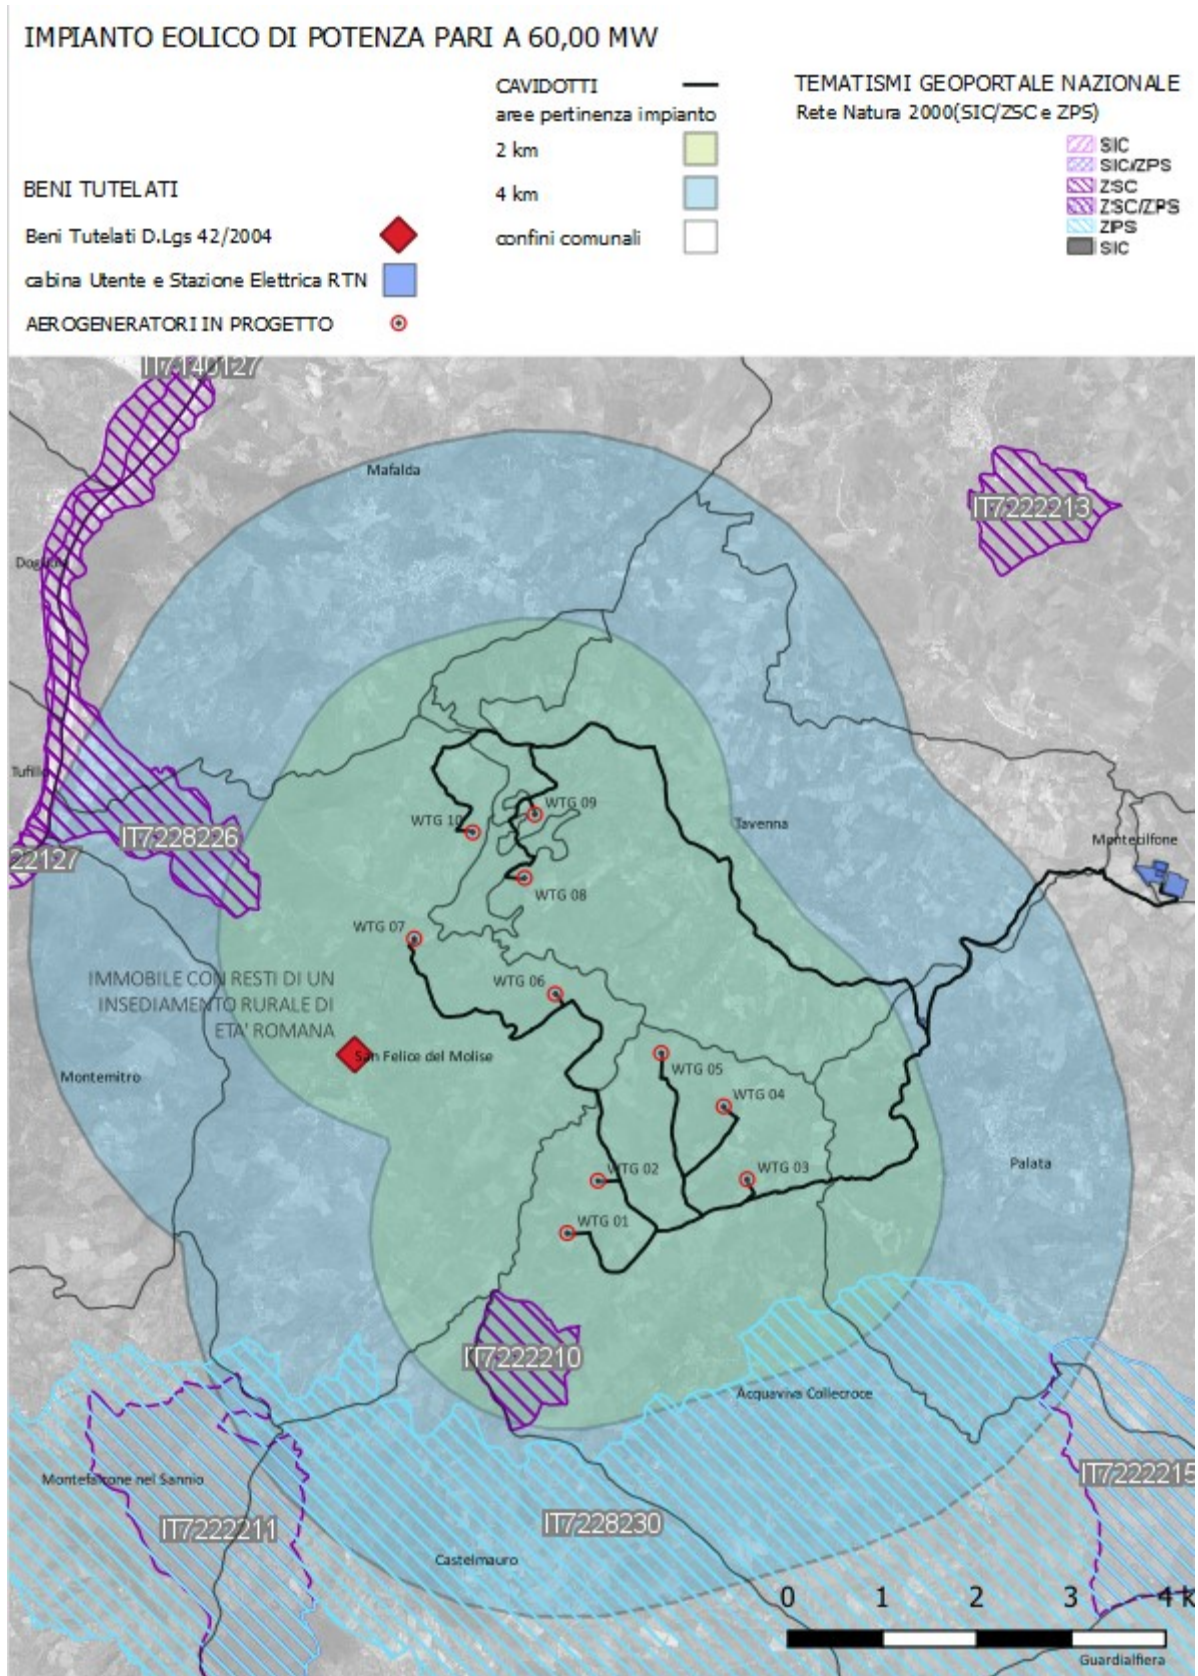 IMPIANTO EOLICO DI POTENZA PARI A 60,00 MW
CAVIDOTTI
aree pertinenza impianto
2 km
4 km
confini comunali
TEMATISMI GEOPORTALE NAZIONALE
Rete Natura 2000(SIC/ZSC e ZPS)
SIC
SIC/ZPS
ZSC
ZSC/ZPS
ZPS
SIC
BENI TUTELATI
Beni Tutelati D.Lgs 42/2004
cabina Utente e Stazione Elettrica RTN
AEROGENERATORI IN PROGETTO
IT7140127
Mafalda
IT7222213
Tufillo
WTG 09
WTG 10
Tavenna
IT7228226
Montecilfone
22127
WTG 08
WTG 07
IMMOBILE CON RESTI DI UN
INSEDIAMENTO RURALE DI
ETA' ROMANA
WTG 06
San Felice del Molise
WTG 05
Montemitro
WTG 04
WTG 02
WTG 03
Palata
WTG 01
IT7222210
Acquaviva Collecroce
Montefalcone nel Sannio
IT7222215
IT7222211
IT7228230
Castelmauro
0 1 2 3 4 k
Guardialfiera